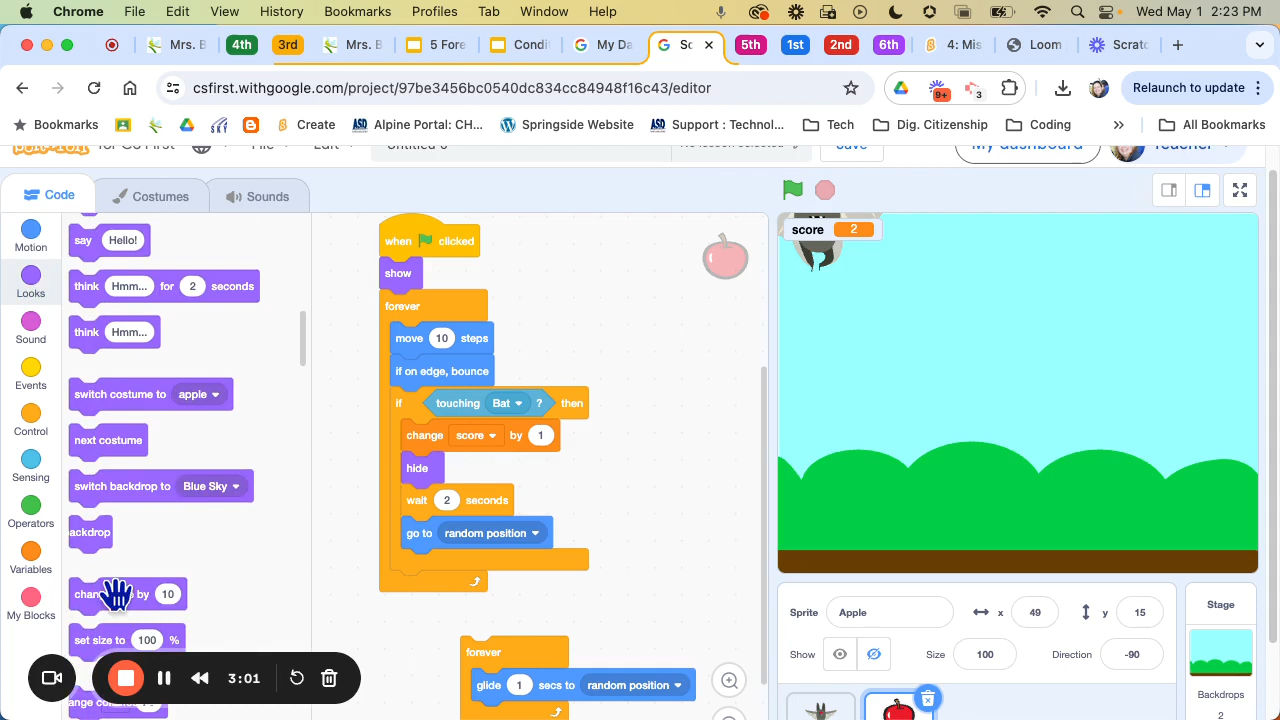 Chrome File Edit View History Bookmarks Profiles Tab Window Help Wed May 1 2:23 PM
Mrs. B 4th 3rd Mrs. B 5 Fore Condit My Da Sc 5th 1st 2nd 6th 4: Mis Loom Scratc
csfirst.withgoogle.com/project/97be3456bc0540dc834cc84948f16c43/editor 9+ 3 Relaunch to update
Bookmarks Create ASD Alpine Portal: CH... Springside Website ASD Support : Technol... Tech Dig. Citizenship Coding » All Bookmarks
for CS First File Edit Untitled-6 Save My dashboard Teacher
Code Costumes Sounds
Motion
Looks
Sound
Events
Control
Sensing
Operators
Variables
My Blocks
say Hello!
think Hmm... for 2 seconds
think Hmm...
switch costume to apple
next costume
switch backdrop to Blue Sky
ackdrop
chan by 10
set size to 100 %
when clicked
show
forever
move 10 steps
if on edge, bounce
if touching Bat ? then
change score by 1
hide
wait 2 seconds
go to random position
forever
glide 1 secs to random position
3:01
score 2
Sprite Apple x 49 y 15
Show Size 100 Direction -90
Stage
Backdrops
2